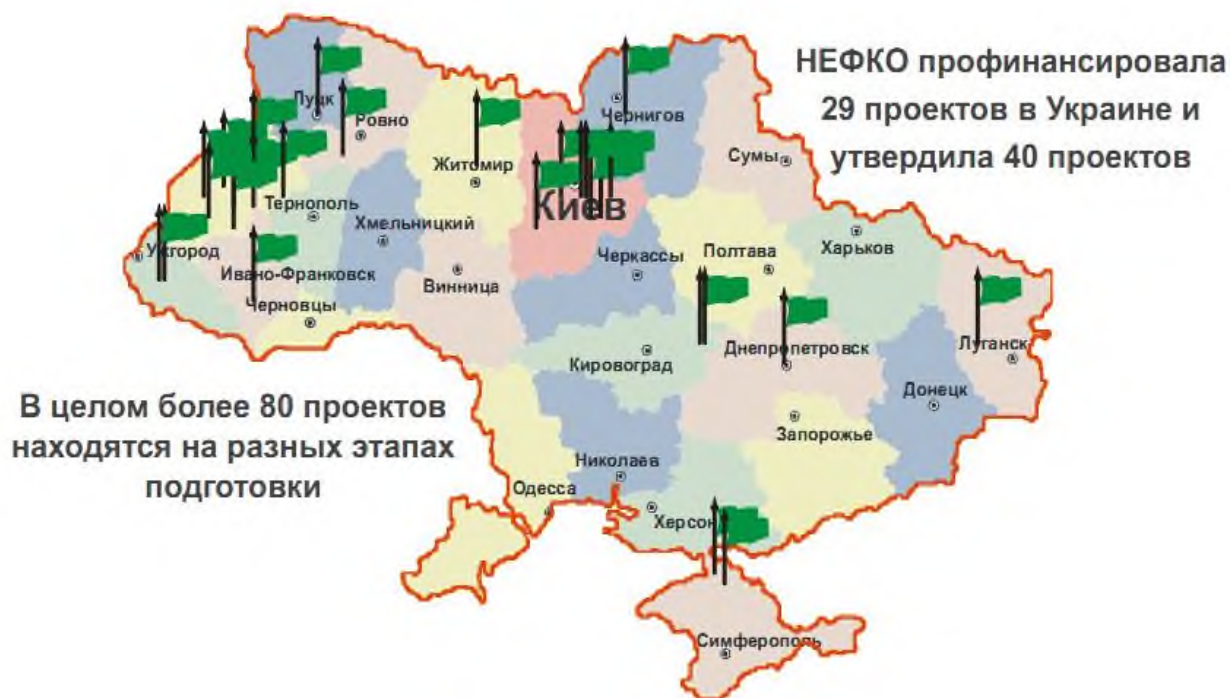 НЕФКО профинансировала
29 проектов в Украине и
утвердила 40 проектов
Луцк
Ровно
Чернигов
Житомир
Сумы
Киев
Тернополь
Хмельницкий
Ужгород
Ивано-Франковск
Черновцы
Винница
Черкассы
Полтава
Харьков
Кировоград
Днепропетровск
Луганск
Донецк
Запорожье
В целом более 80 проектов
находятся на разных этапах
подготовки
Николаев
Одесса
Херсон
Симферополь